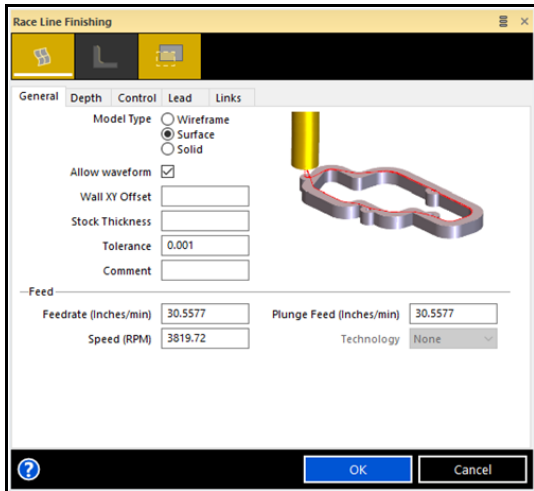 Race Line Finishing
General Depth Control Lead Links
Model Type Wireframe
Surface
Solid
Allow waveform
Wall XY Offset
Stock Thickness
Tolerance 0.001
Comment
Feed
Feedrate (Inches/min) 30.5577 Plunge Feed (Inches/min) 30.5577
Speed (RPM) 3819.72 Technology None
? OK Cancel